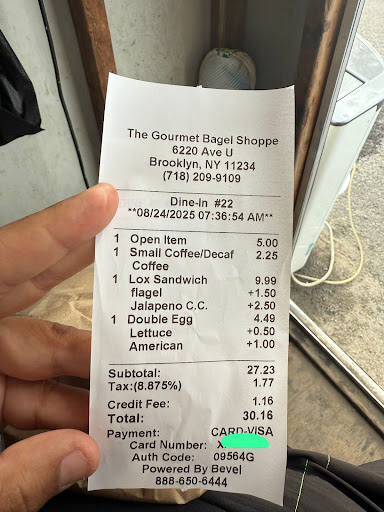 The Gourmet Bagel Shoppe
6220 Ave U
Brooklyn, NY 11234
(718) 209-9109
Dine-In #22
**08/24/2025 07:36:54 AM**
1 Open Item 5.00
1 Small Coffee/Decaf 2.25
Coffee
1 Lox Sandwich 9.99
flagel +1.50
Jalapeno C.C. +2.50
1 Double Egg 4.49
Lettuce +0.50
American +1.00
Subtotal: 27.23
Tax:(8.875%) 1.77
Credit Fee: 1.16
Total: 30.16
Payment: CARD-VISA
Card Number: X
Auth Code: 09564G
Powered By Bevel
888-650-6444